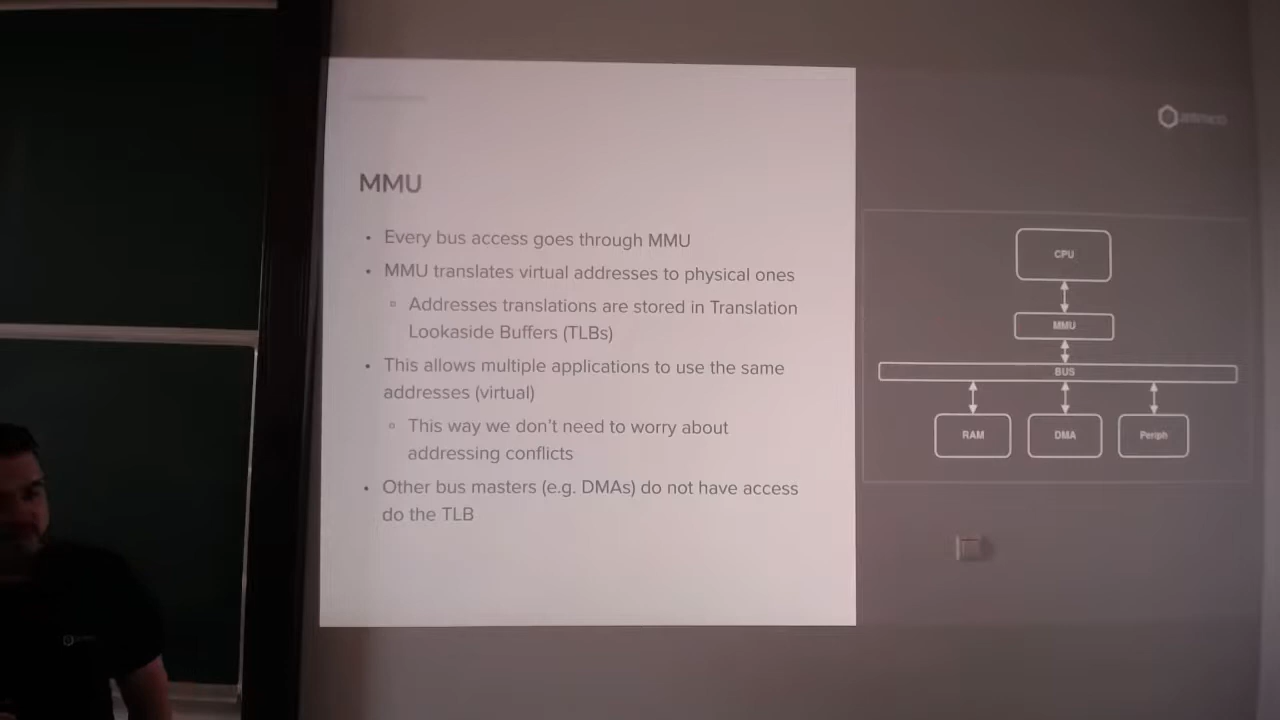 MMU
• Every bus access goes through MMU
• MMU translates virtual addresses to physical ones
▫ Addresses translations are stored in Translation
Lookaside Buffers (TLBs)
• This allows multiple applications to use the same
addresses (virtual)
▫ This way we don't need to worry about
addressing conflicts
• Other bus masters (e.g. DMAs) do not have access
do the TLB
CPU
MMU
BUS
RAM
DMA
Periph